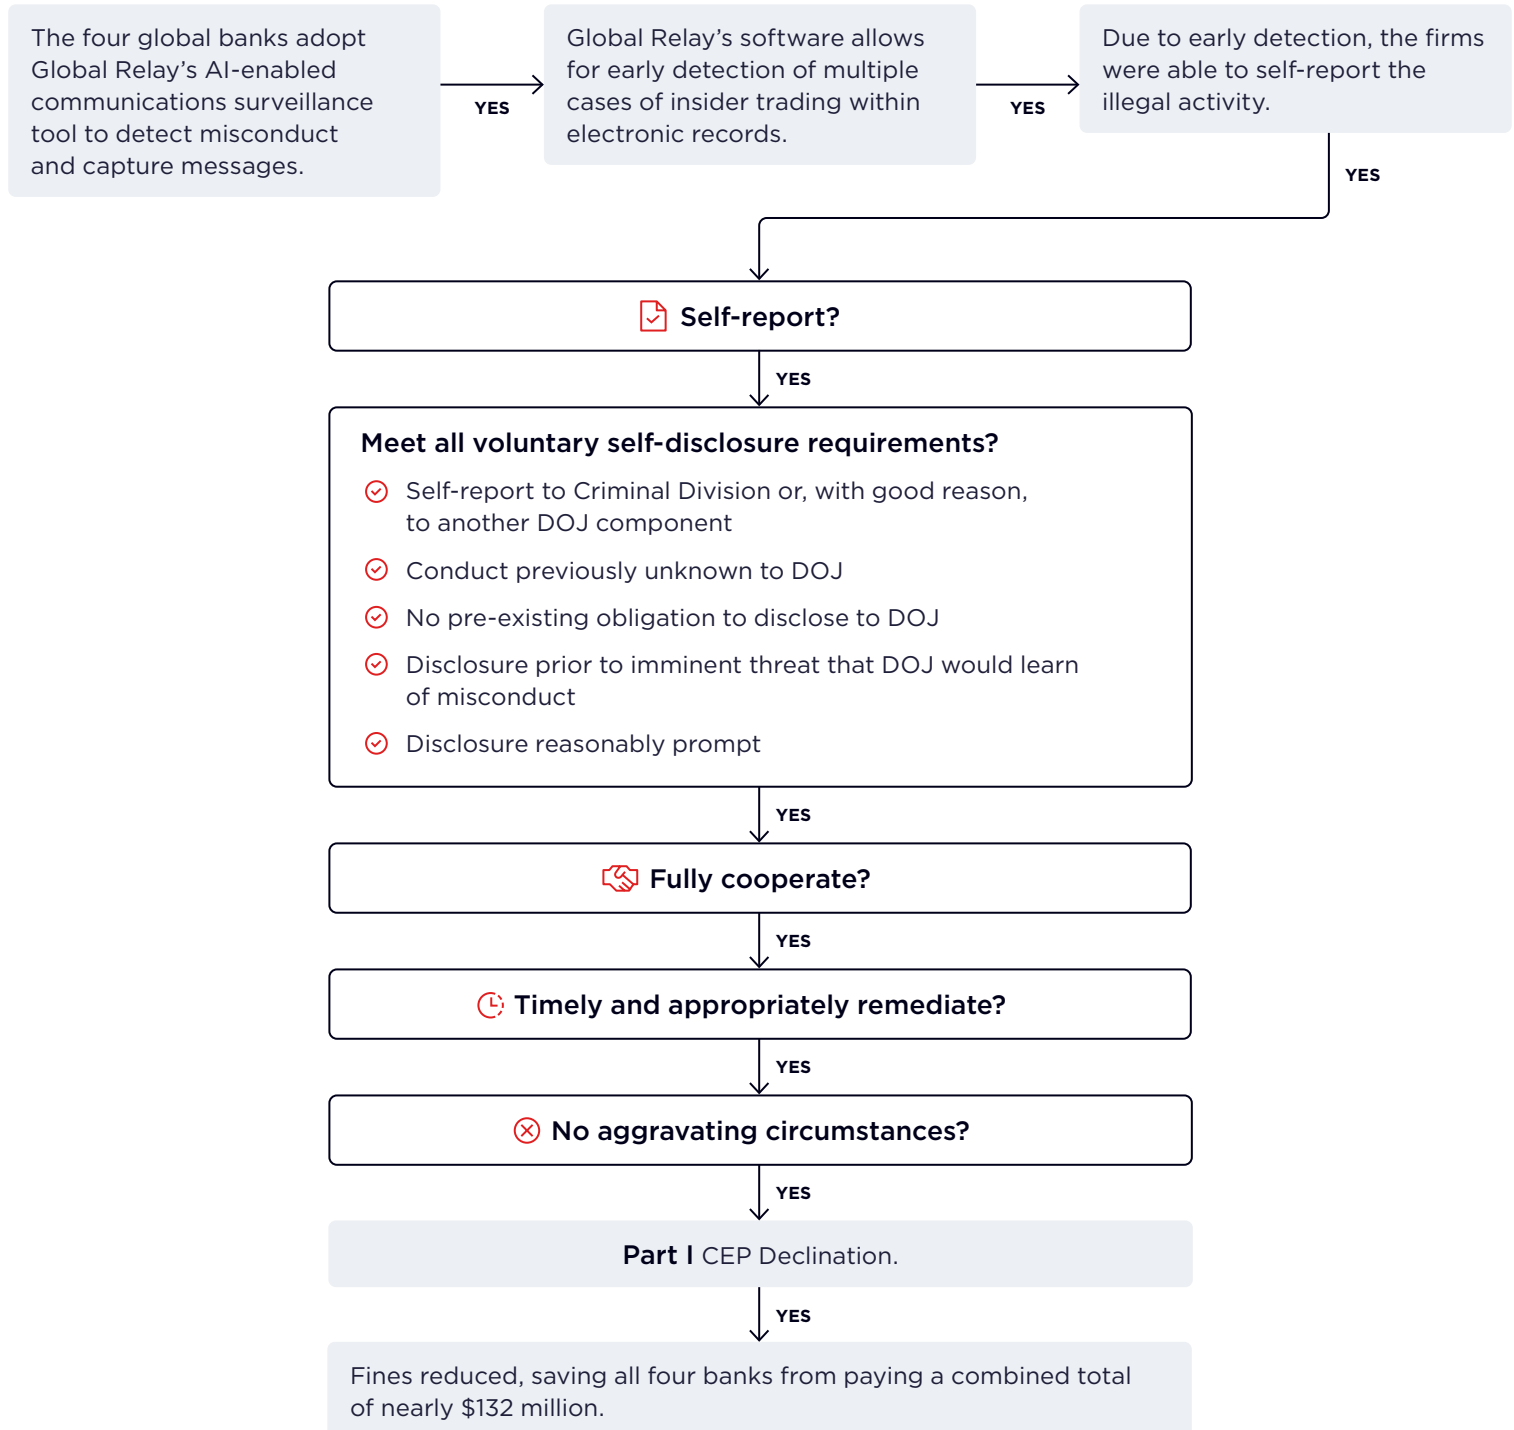 The four global banks adopt
Global Relay’s AI-enabled
communications surveillance
tool to detect misconduct
and capture messages.
YES
Global Relay’s software allows
for early detection of multiple
cases of insider trading within
electronic records.
YES
Due to early detection, the firms
were able to self-report the
illegal activity.
YES
Self-report?
YES
Meet all voluntary self-disclosure requirements?
Self-report to Criminal Division or, with good reason,
to another DOJ component
Conduct previously unknown to DOJ
No pre-existing obligation to disclose to DOJ
Disclosure prior to imminent threat that DOJ would learn
of misconduct
Disclosure reasonably prompt
YES
Fully cooperate?
YES
Timely and appropriately remediate?
YES
No aggravating circumstances?
YES
Part I CEP Declination.
YES
Fines reduced, saving all four banks from paying a combined total
of nearly $132 million.